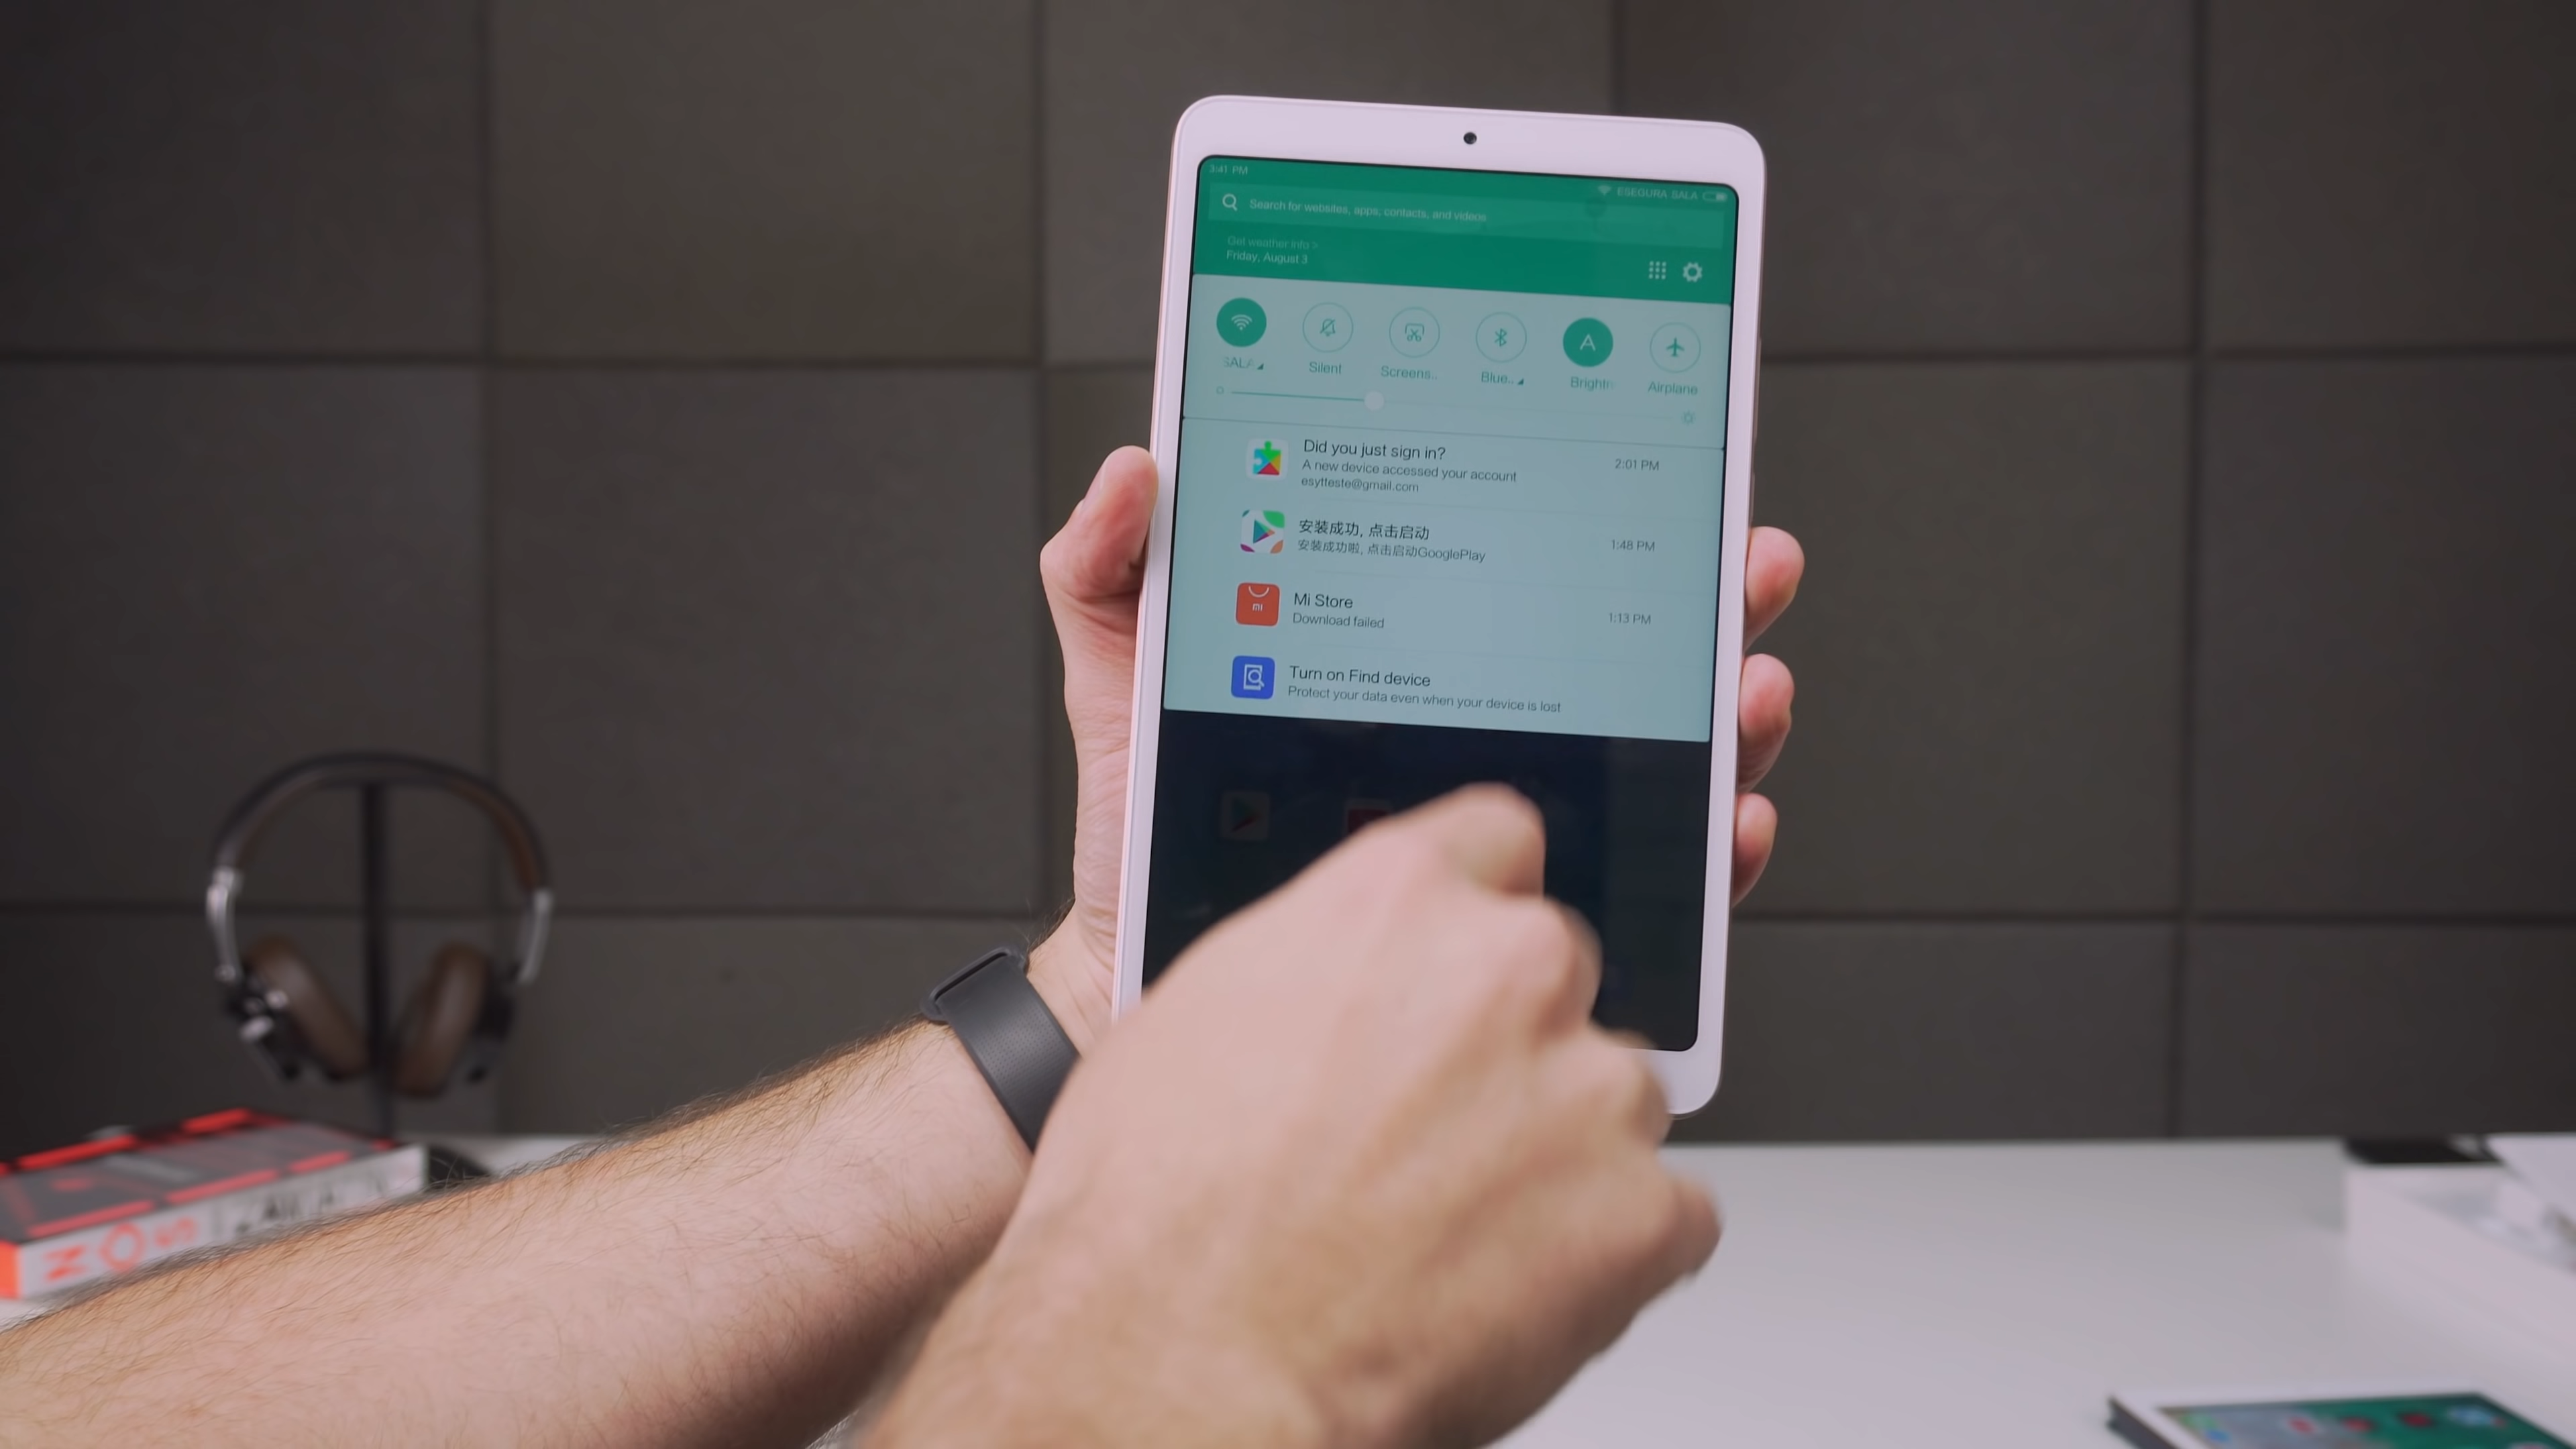 3:41 PM
ESEGURA SALA
Search for websites, apps, contacts, and videos
Get weather info >
Friday, August 3
SALA
Silent
Screens..
Blue..
Brightn
Airplane
Did you just sign in?
2:01 PM
A new device accessed your account
esytteste@gmail.com
安装成功, 点击启动
1:48 PM
安装成功啦, 点击启动GooglePlay
mi
Mi Store
1:13 PM
Download failed
Turn on Find device
Protect your data even when your device is lost